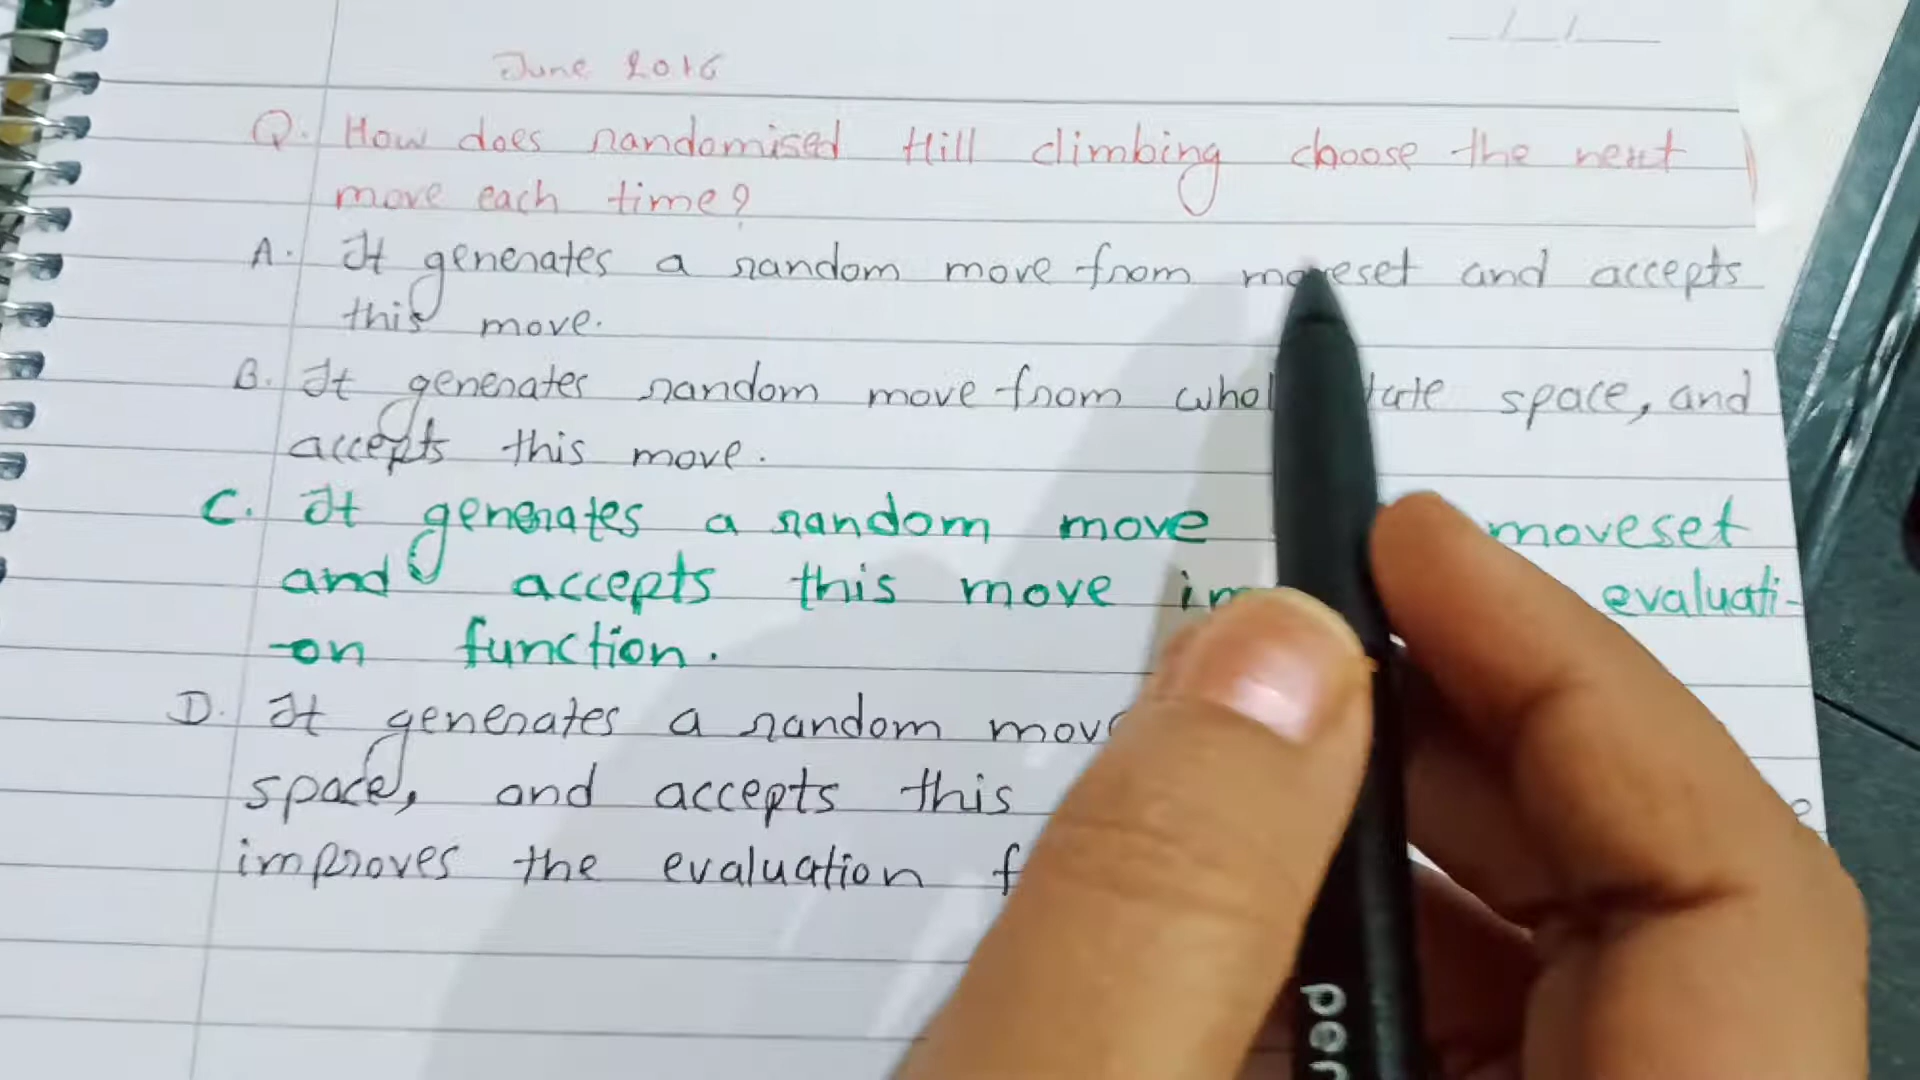 June 2016
Q. How does randomised Hill climbing choose the next
move each time?
A. It generates a random move from moveset and accepts
this move.
B. It generates random move from space, and
accepts this move.
C. It generates a random move moveset
and accepts this move evaluati-
-on function.
D. It generates a random
space, and accepts this
improves the evaluation